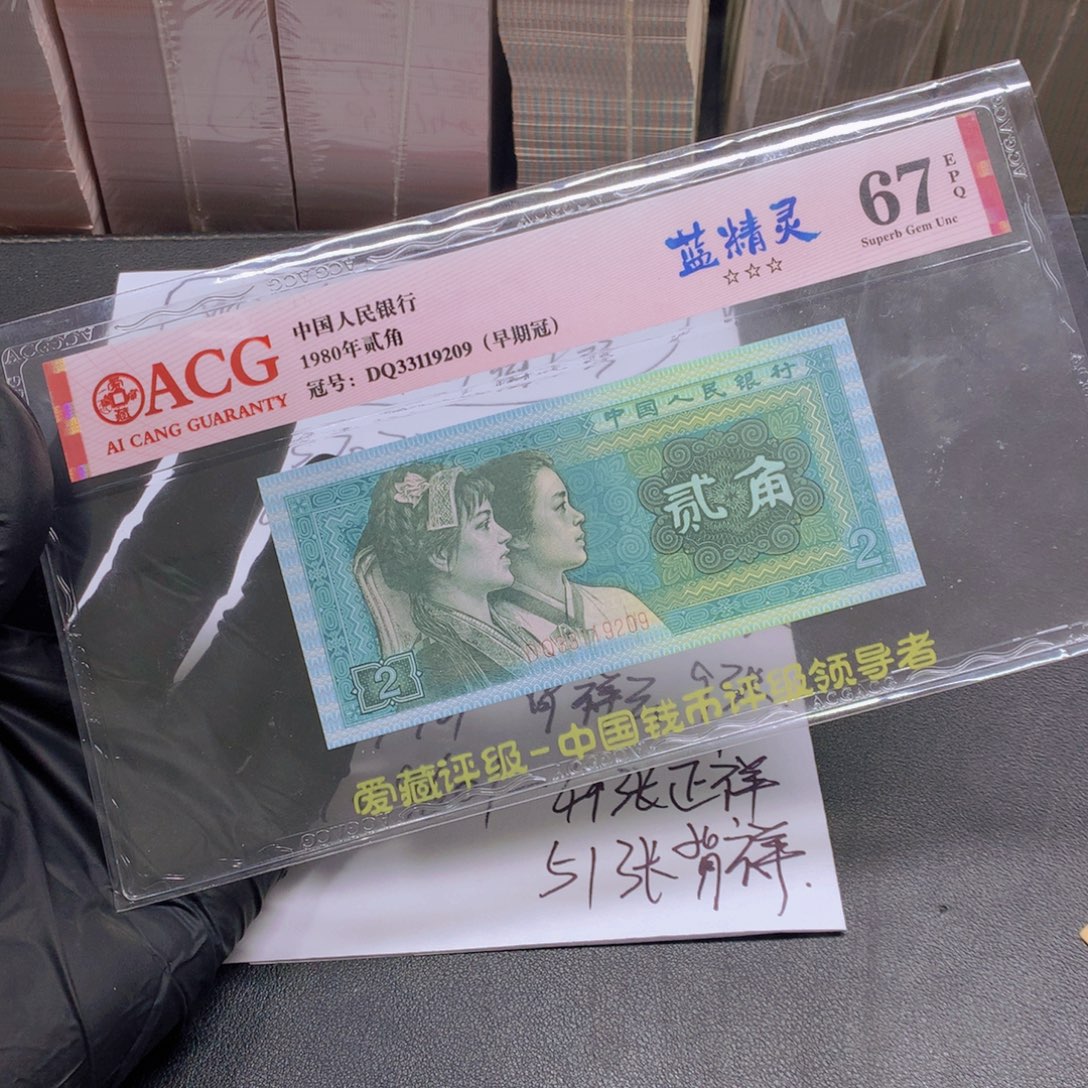 ACG
AI CANG GUARANTY
中国人民银行
1980年贰角
冠号：DQ33119209（早期冠）
蓝精灵
☆☆☆
67
EPQ
Superb Gem Unc
中国人民银行
贰角
2
2
DQ33119209
爱藏评级-中国钱币评级领导者
49张正祥
51张背祥.